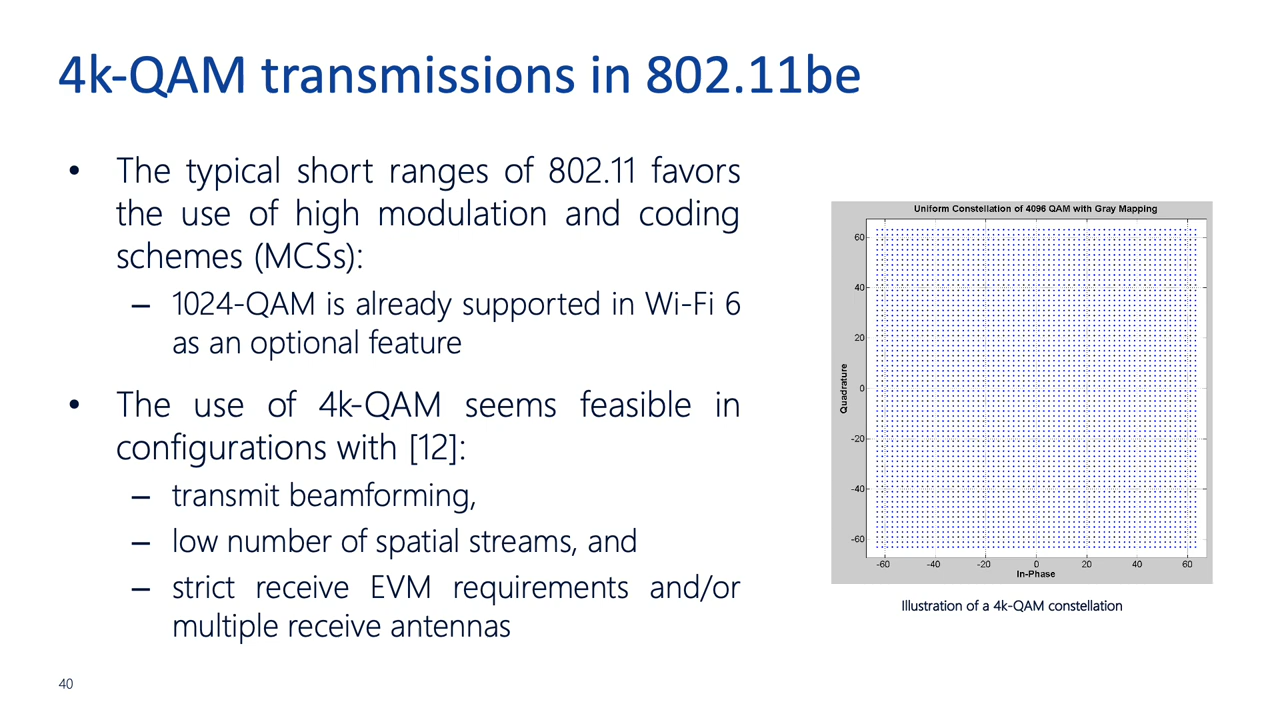 4k-QAM transmissions in 802.11be
• The typical short ranges of 802.11 favors
the use of high modulation and coding
schemes (MCSs):
– 1024-QAM is already supported in Wi-Fi 6
as an optional feature
• The use of 4k-QAM seems feasible in
configurations with [12]:
– transmit beamforming,
– low number of spatial streams, and
– strict receive EVM requirements and/or
multiple receive antennas
Uniform Constellation of 4096 QAM with Gray Mapping
60
40
20
0
-20
-40
-60
Quadrature
-60 -40 -20 0 20 40 60
In-Phase
Illustration of a 4k-QAM constellation
40